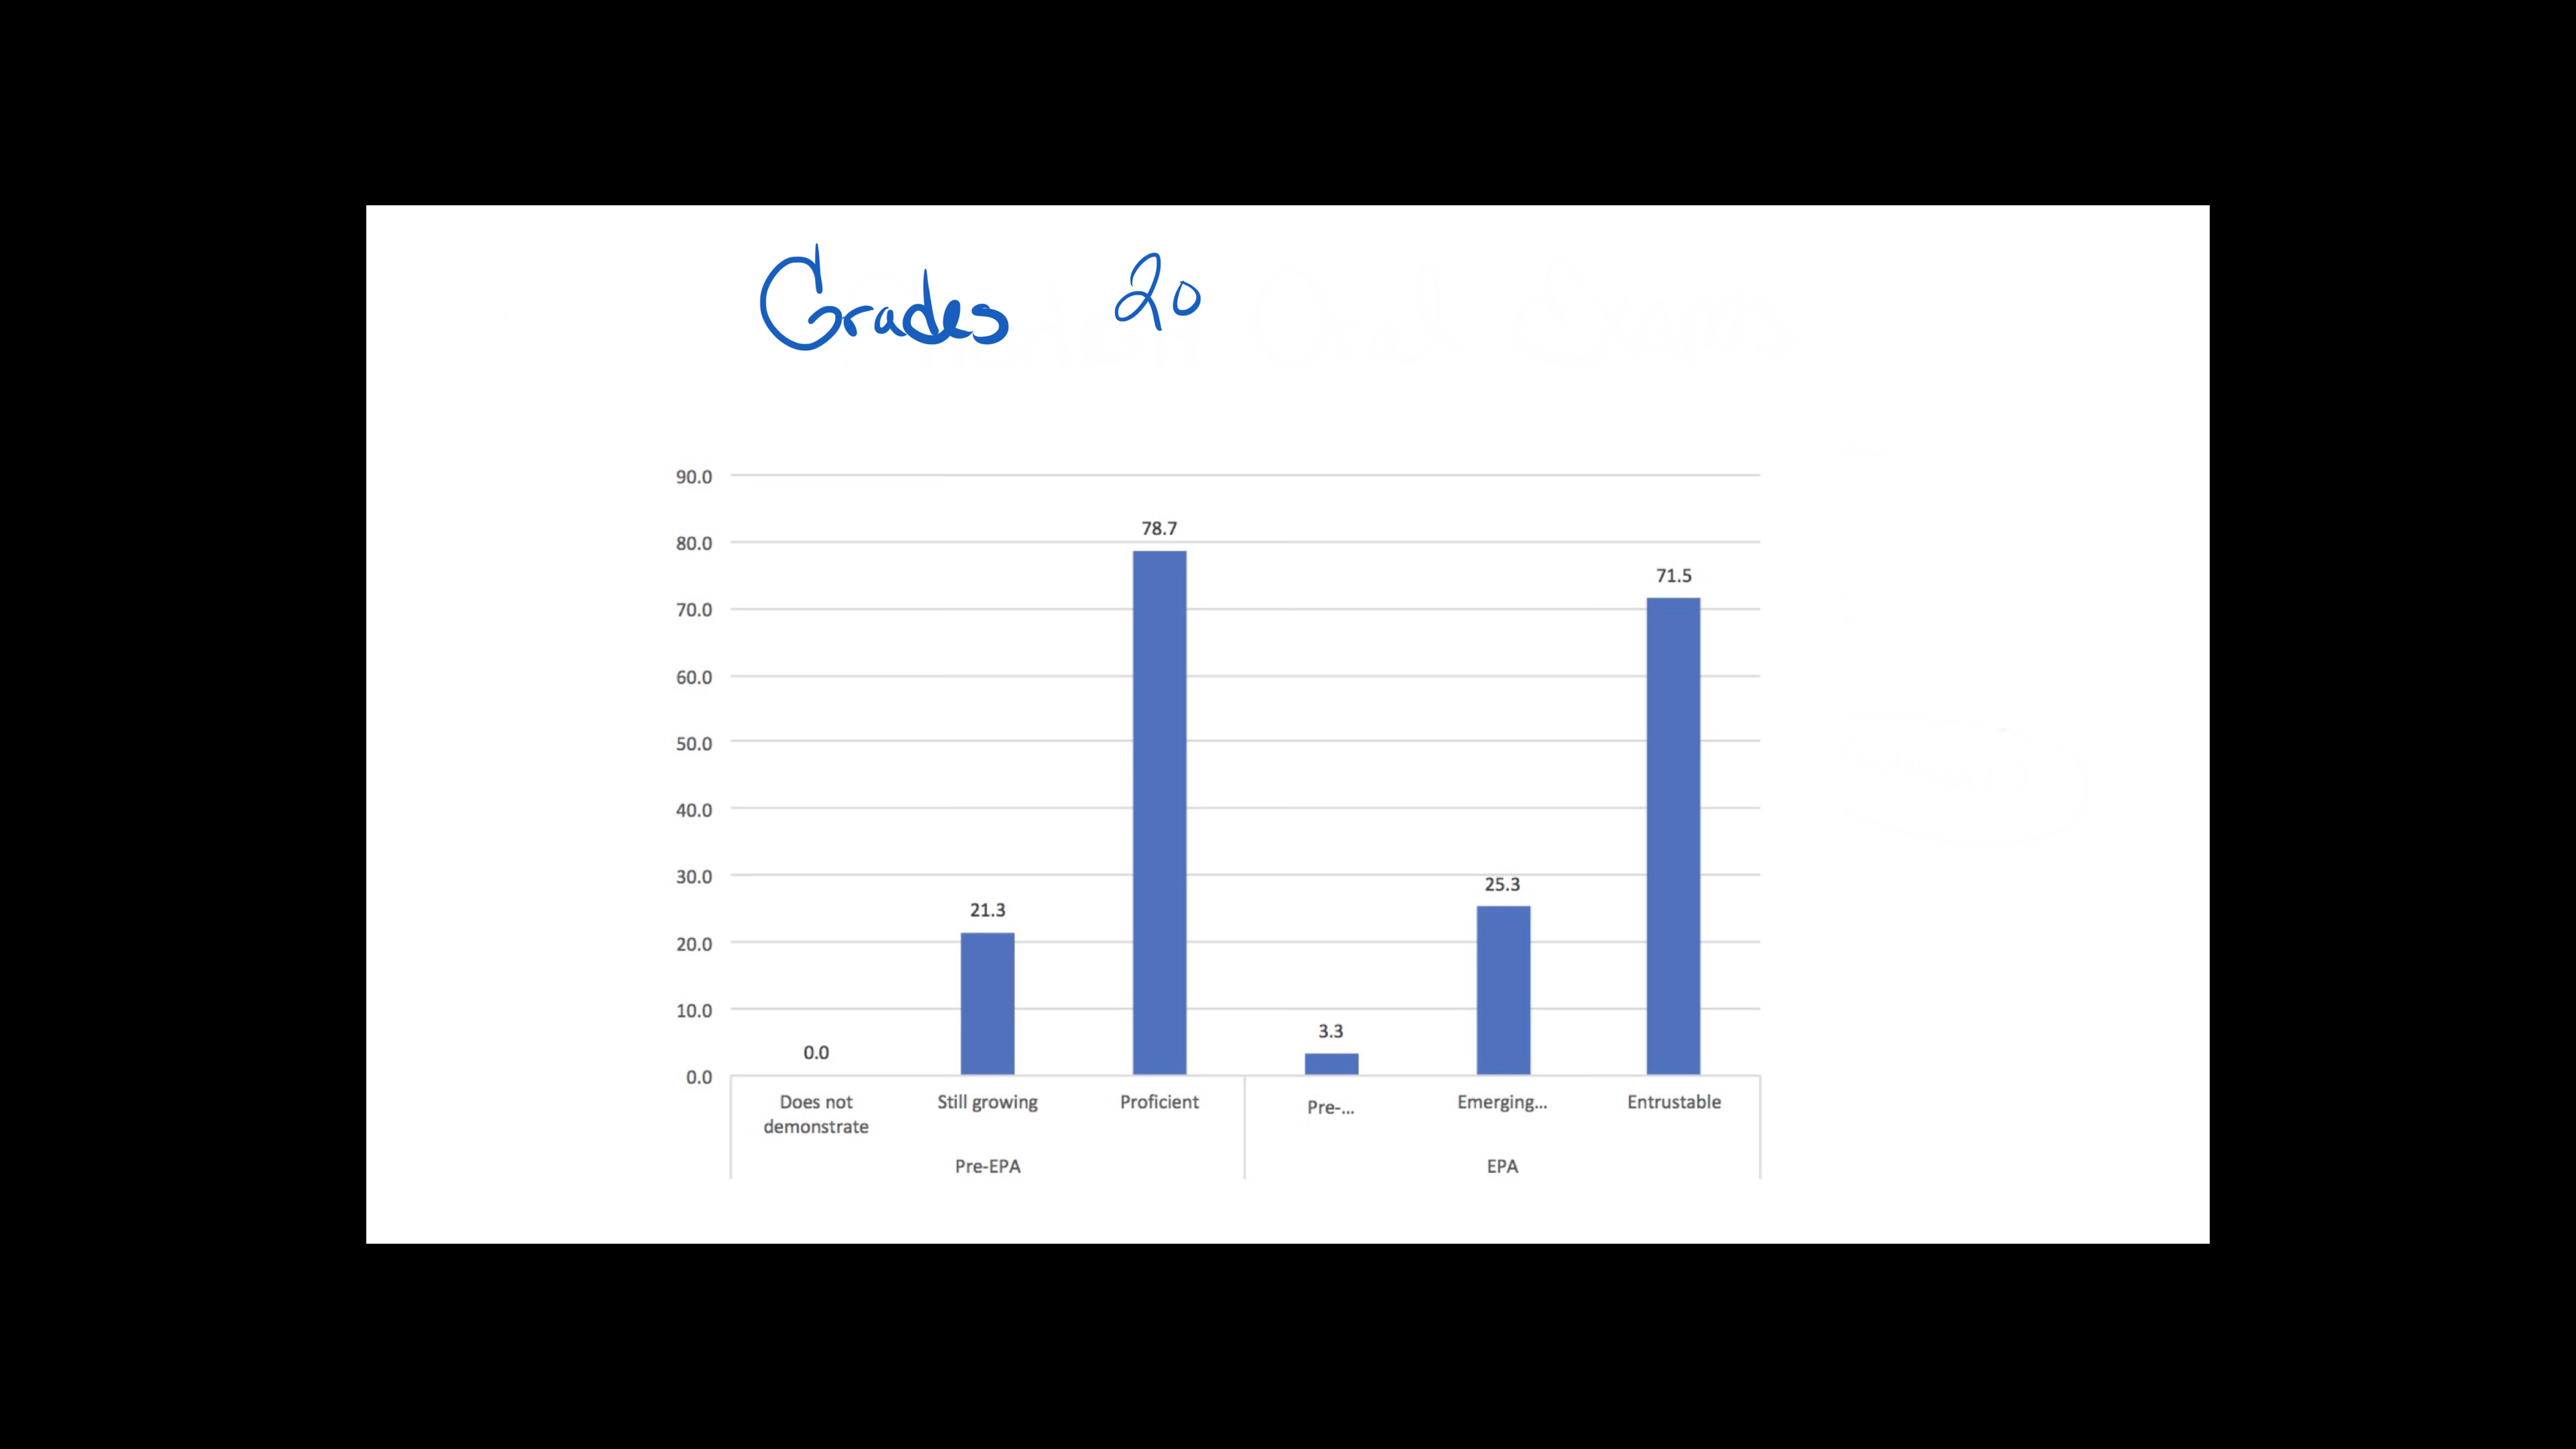 Grades 20
90.0
80.0
70.0
60.0
50.0
40.0
30.0
20.0
10.0
0.0
0.0
21.3
78.7
3.3
25.3
71.5
Does not
demonstrate
Still growing
Proficient
Pre-...
Emerging...
Entrustable
Pre-EPA
EPA